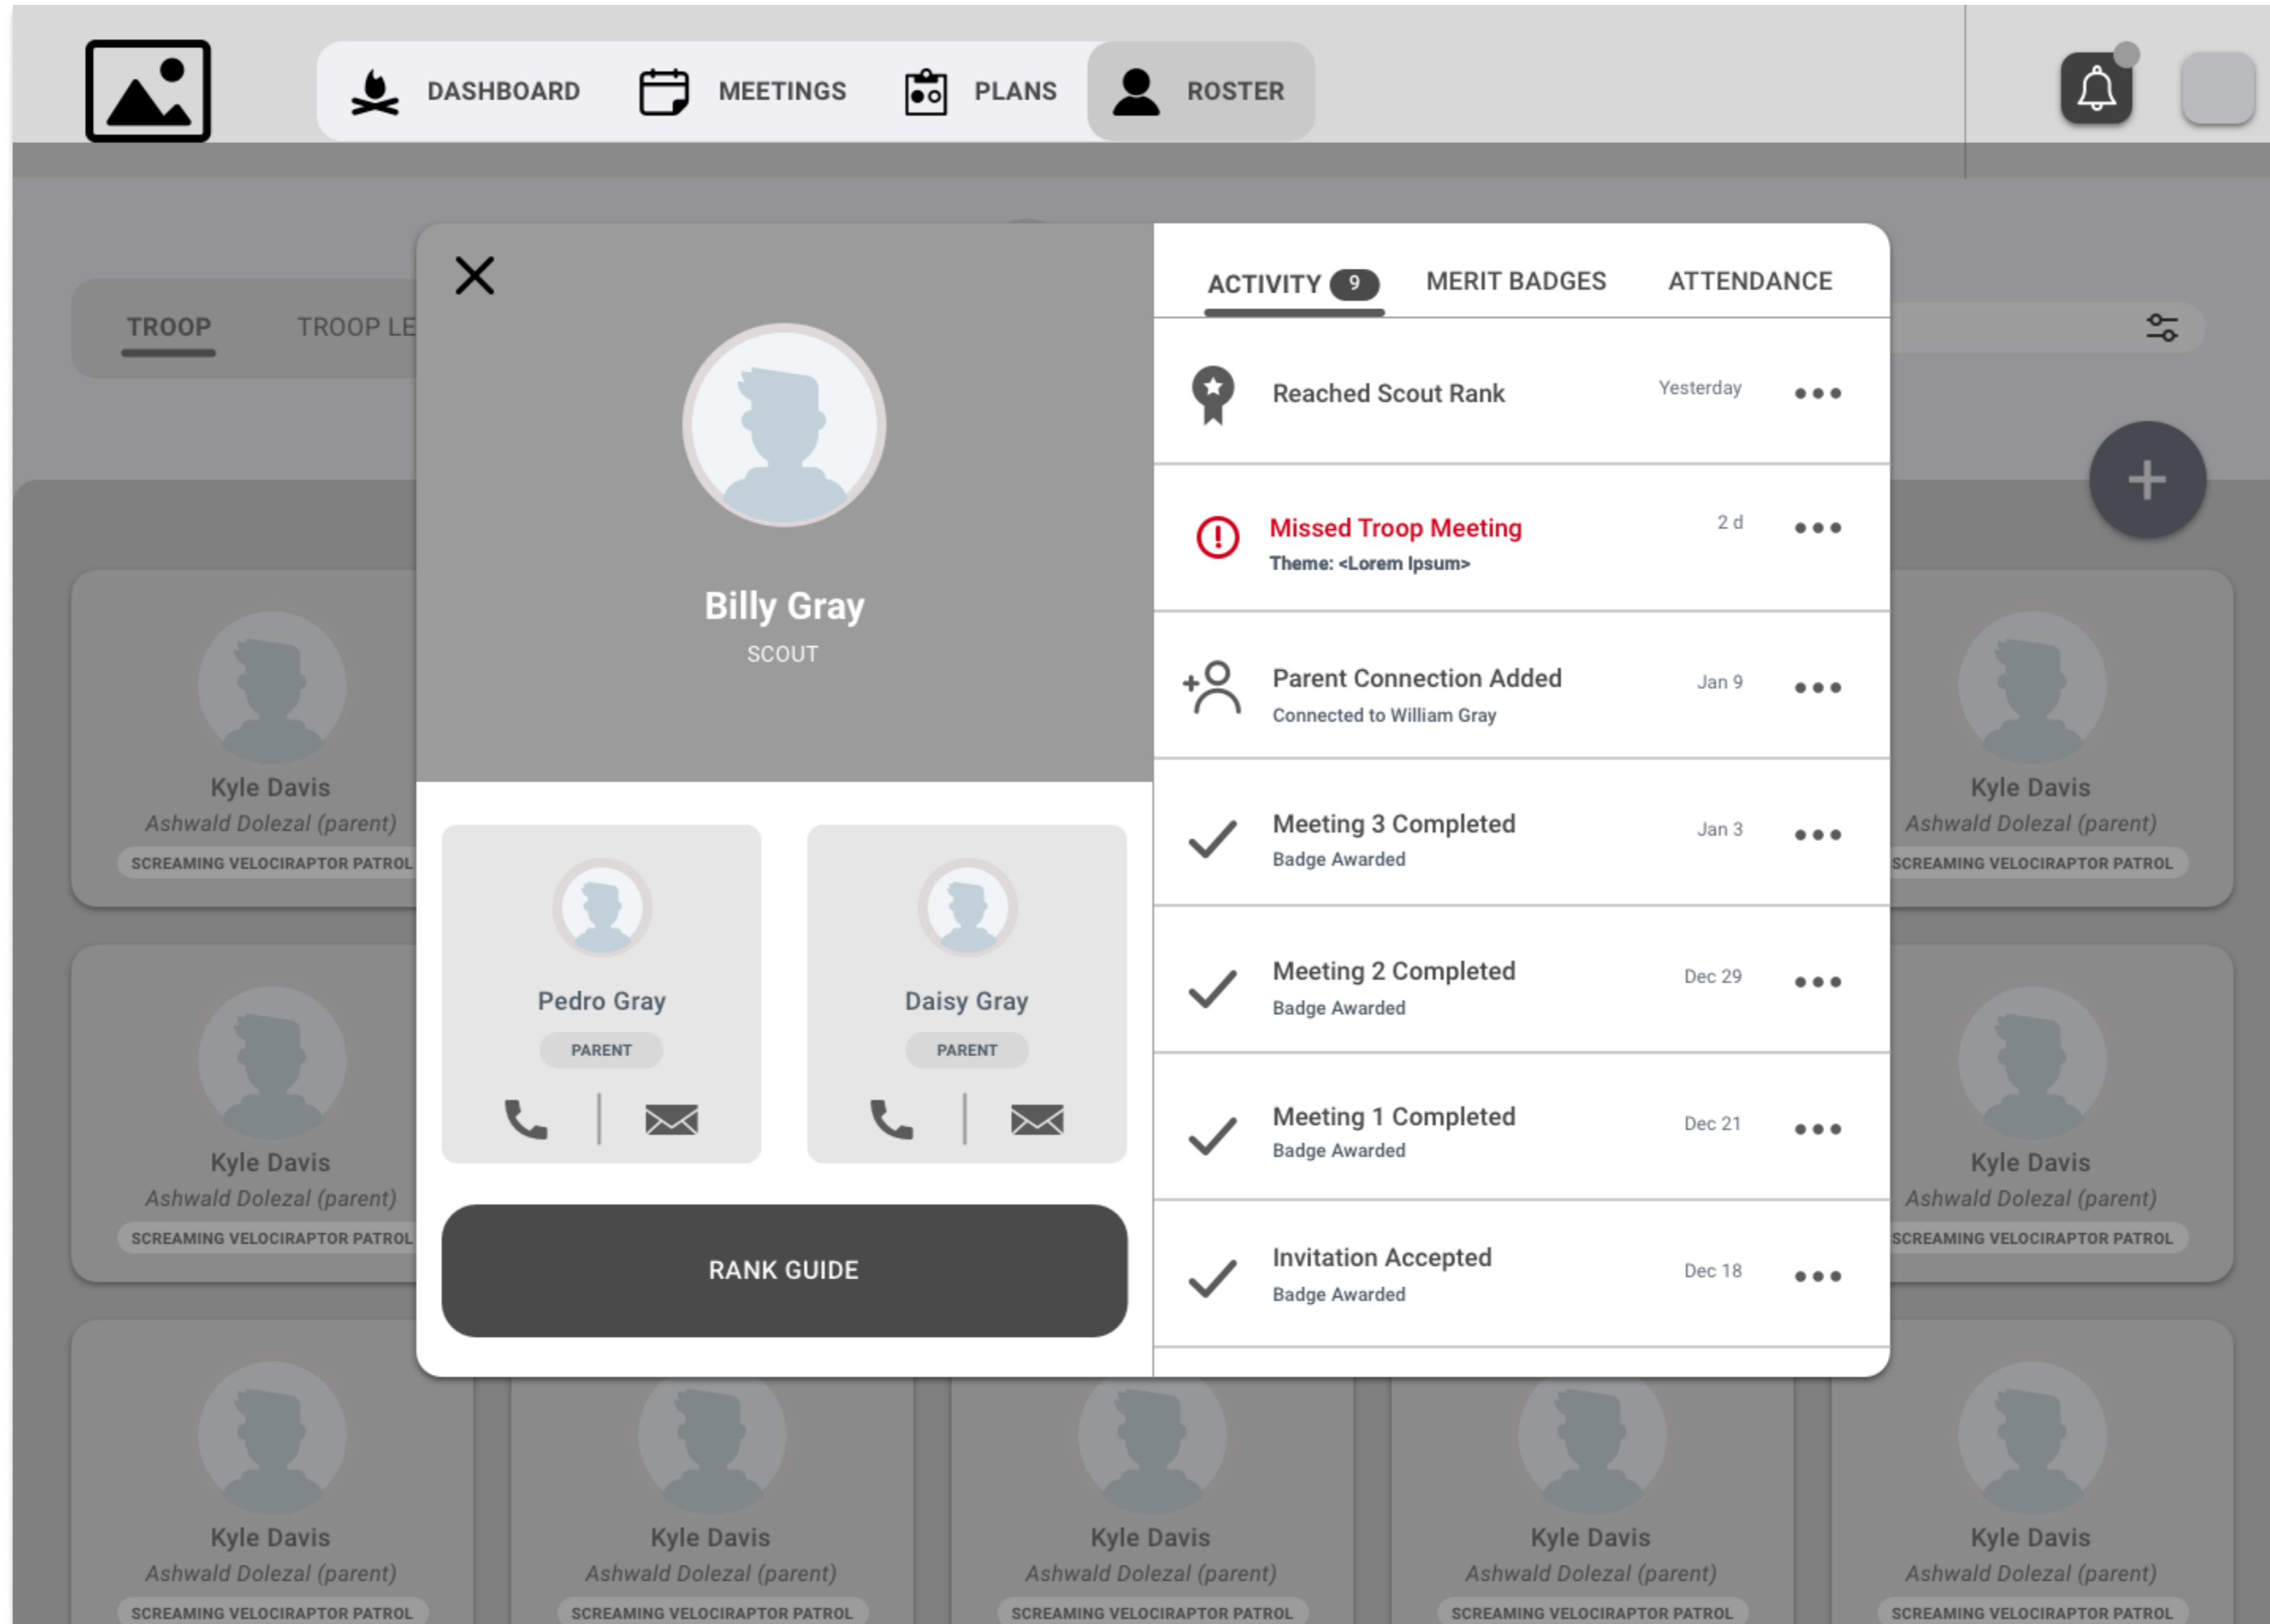 DASHBOARD
MEETINGS
PLANS
ROSTER
TROOP
TROOP LE
Billy Gray
SCOUT
Pedro Gray
PARENT
Daisy Gray
PARENT
RANK GUIDE
ACTIVITY 9
MERIT BADGES
ATTENDANCE
Reached Scout Rank
Yesterday
Missed Troop Meeting
2 d
Theme: <Lorem Ipsum>
Parent Connection Added
Jan 9
Connected to William Gray
Meeting 3 Completed
Jan 3
Badge Awarded
Meeting 2 Completed
Dec 29
Badge Awarded
Meeting 1 Completed
Dec 21
Badge Awarded
Invitation Accepted
Dec 18
Badge Awarded
Kyle Davis
Ashwald Dolezal (parent)
SCREAMING VELOCIRAPTOR PATROL
Kyle Davis
Ashwald Dolezal (parent)
SCREAMING VELOCIRAPTOR PATROL
Kyle Davis
Ashwald Dolezal (parent)
SCREAMING VELOCIRAPTOR PATROL
Kyle Davis
Ashwald Dolezal (parent)
SCREAMING VELOCIRAPTOR PATROL
Kyle Davis
Ashwald Dolezal (parent)
SCREAMING VELOCIRAPTOR PATROL
Kyle Davis
Ashwald Dolezal (parent)
SCREAMING VELOCIRAPTOR PATROL
Kyle Davis
Ashwald Dolezal (parent)
SCREAMING VELOCIRAPTOR PATROL
Kyle Davis
Ashwald Dolezal (parent)
SCREAMING VELOCIRAPTOR PATROL
Kyle Davis
Ashwald Dolezal (parent)
SCREAMING VELOCIRAPTOR PATROL